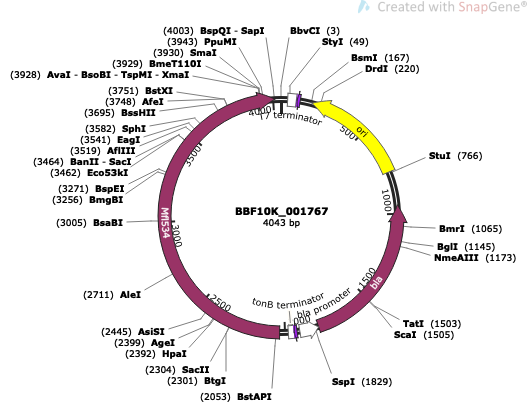 Created with SnapGene®
(4003) BspQI - SapI
(3943) PpuMI
(3930) SmaI
(3929) BmeT110I
(3928) AvaI - BsoBI - TspMI - XmaI
(3751) BstXI
(3748) AfeI
(3695) BssHII
(3582) SphI
(3541) EagI
(3519) AflIII
(3464) BanII - SacI
(3462) Eco53kI
(3271) BspEI
(3256) BmgBI
(3005) BsaBI
(2711) AleI
(2445) AsiSI
(2399) AgeI
(2392) HpaI
(2304) SacII
(2301) BtgI
(2053) BstAPI
BbvCI (3)
StyI (49)
BsmI (167)
DrdI (220)
StuI (766)
BmrI (1065)
BglI (1145)
NmeAIII (1173)
TatI (1503)
ScaI (1505)
SspI (1829)
T7 terminator
ori
bla
bla promoter
tonB terminator
Mfl534
500
1000
1500
2500
3000
3500
4000
BBF10K_001767
4043 bp